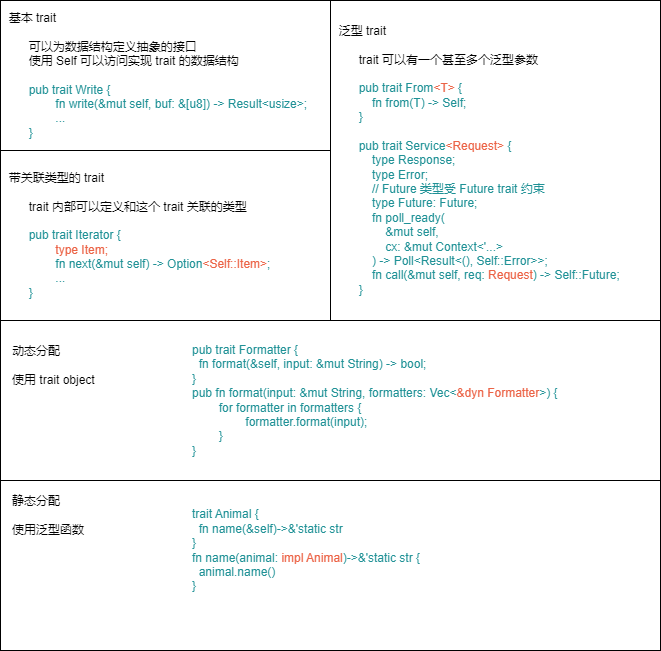 基本 trait
可以为数据结构定义抽象的接口
使用 Self 可以访问实现 trait 的数据结构
pub trait Write {
fn write(&mut self, buf: &[u8]) -> Result<usize>;
...
}
带关联类型的 trait
trait 内部可以定义和这个 trait 关联的类型
pub trait Iterator {
type Item;
fn next(&mut self) -> Option<Self::Item>;
...
}
泛型 trait
trait 可以有一个甚至多个泛型参数
pub trait From<T> {
fn from(T) -> Self;
}
pub trait Service<Request> {
type Response;
type Error;
// Future 类型受 Future trait 约束
type Future: Future;
fn poll_ready(
&mut self,
cx: &mut Context<'...>
) -> Poll<Result<(), Self::Error>>;
fn call(&mut self, req: Request) -> Self::Future;
}
动态分配
使用 trait object
pub trait Formatter {
fn format(&self, input: &mut String) -> bool;
}
pub fn format(input: &mut String, formatters: Vec<&dyn Formatter>) {
for formatter in formatters {
formatter.format(input);
}
}
静态分配
使用泛型函数
trait Animal {
fn name(&self)->&'static str
}
fn name(animal: impl Animal)->&'static str {
animal.name()
}